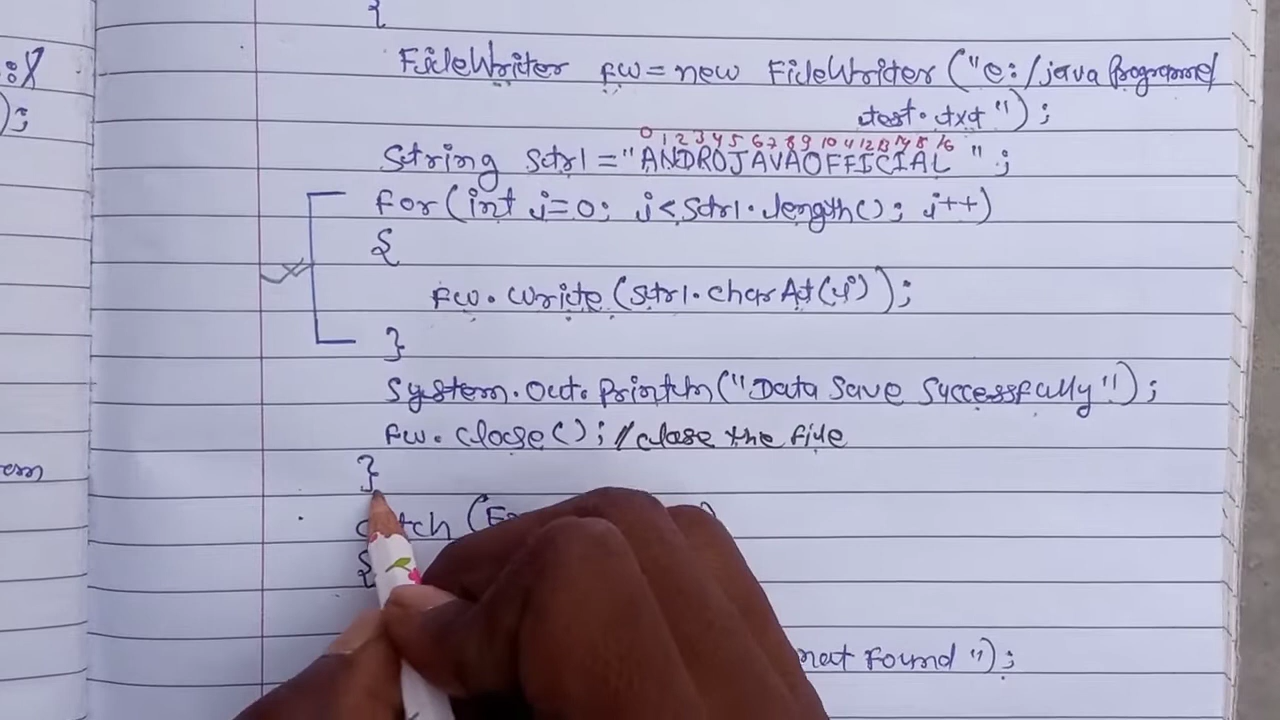 {
FileWriter fw = new FileWriter ("e:/java Programme/
test.txt");
0 1 2 3 4 5 6 7 8 9 10 11 12 13 14 15 16
String str1 = "ANDROJAVAOFFICIAL";
for (int i=0; i<str1.length(); i++)
{
fw.write (str1.charAt(i));
}
System.out.println("Data Save Successfully");
fw.close(); //close the file
}
catch (
{
not found");
);
em